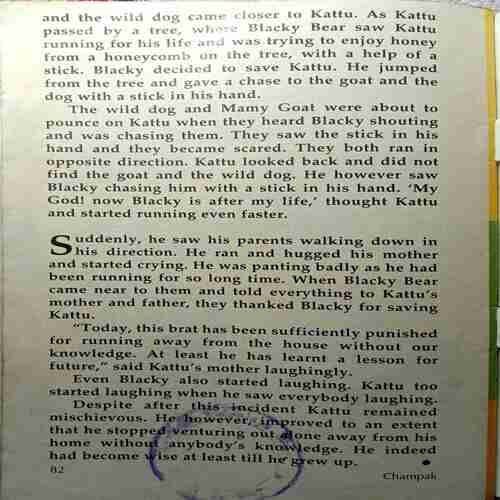 and the wild dog came closer to Kattu. As Kattu
passed by a tree, where Blacky Bear saw Kattu
running for his life and was trying to enjoy honey
from a honeycomb on the tree, with a help of a
stick. Blacky decided to save Kattu. He jumped
from the tree and gave a chase to the goat and the
dog with a stick in his hand.
The wild dog and Mamy Goat were about to
pounce on Kattu when they heard Blacky shouting
and was chasing them. They saw the stick in his
hand and they became scared. They both ran in
opposite direction. Kattu looked back and did not
find the goat and the wild dog. He however saw
Blacky chasing him with a stick in his hand. ‘My
God! now Blacky is after my life,’ thought Kattu
and started running even faster.
Suddenly, he saw his parents walking down in
his direction. He ran and hugged his mother
and started crying. He was panting badly as he had
been running for so long time. When Blacky Bear
came near to them and told everything to Kattu’s
mother and father, they thanked Blacky for saving
Kattu.
“Today, this brat has been sufficiently punished
for running away from the house without our
knowledge. At least he has learnt a lesson for
future,” said Kattu’s mother laughingly.
Even Blacky also started laughing. Kattu too
started laughing when he saw everybody laughing.
Despite after this incident Kattu remained
mischievous. He however, improved to an extent
that he stopped venturing out alone away from his
home without anybody’s knowledge. He indeed
had become wise at least till he grew up. •
82
Champak